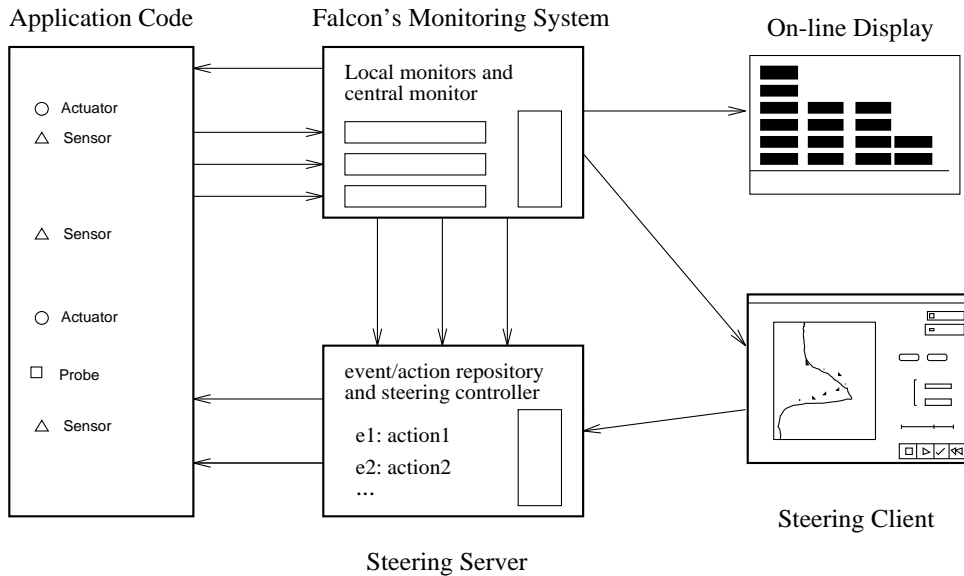 Application Code
Falcon's Monitoring System
On-line Display
Local monitors and
central monitor
Actuator
Sensor
Sensor
Actuator
Probe
Sensor
event/action repository
and steering controller
e1: action1
e2: action2
...
Steering Client
Steering Server